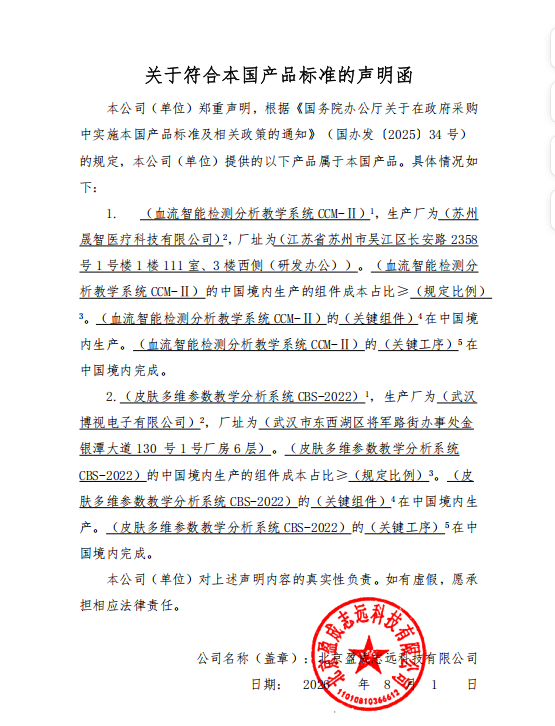 关于符合本国产品标准的声明函
本公司（单位）郑重声明，根据《国务院办公厅关于在政府采购
中实施本国产品标准及相关政策的通知》（国办发〔2025〕34 号）
的规定，本公司（单位）提供的以下产品属于本国产品。具体情况如
下：
1. （血流智能检测分析教学系统 CCM-Ⅱ）¹，生产厂为（苏州
晟智医疗科技有限公司）²，厂址为（江苏省苏州市吴江区长安路 2358
号 1 号楼 1 楼 111 室、3 楼西侧（研发办公））。（血流智能检测分
析教学系统 CCM-Ⅱ）的中国境内生产的组件成本占比≥（规定比例）
³。（血流智能检测分析教学系统 CCM-Ⅱ）的（关键组件）⁴在中国境
内生产。（血流智能检测分析教学系统 CCM-Ⅱ）的（关键工序）⁵在
中国境内完成。
2.（皮肤多维参数教学分析系统 CBS-2022）¹，生产厂为（武汉
博视电子有限公司）²，厂址为（武汉市东西湖区将军路街办事处金
银潭大道 130 号 1 号厂房 6 层）。（皮肤多维参数教学分析系统
CBS-2022）的中国境内生产的组件成本占比≥（规定比例）³。（皮
肤多维参数教学分析系统 CBS-2022）的（关键组件）⁴在中国境内生
产。（皮肤多维参数教学分析系统 CBS-2022）的（关键工序）⁵在中
国境内完成。
本公司（单位）对上述声明内容的真实性负责。如有虚假，愿承
担相应法律责任。
公司名称（盖章）：北京盈成志远科技有限公司
日期： 2026 年 8 月 1 日
北京盈成志远科技有限公司
11010810366612